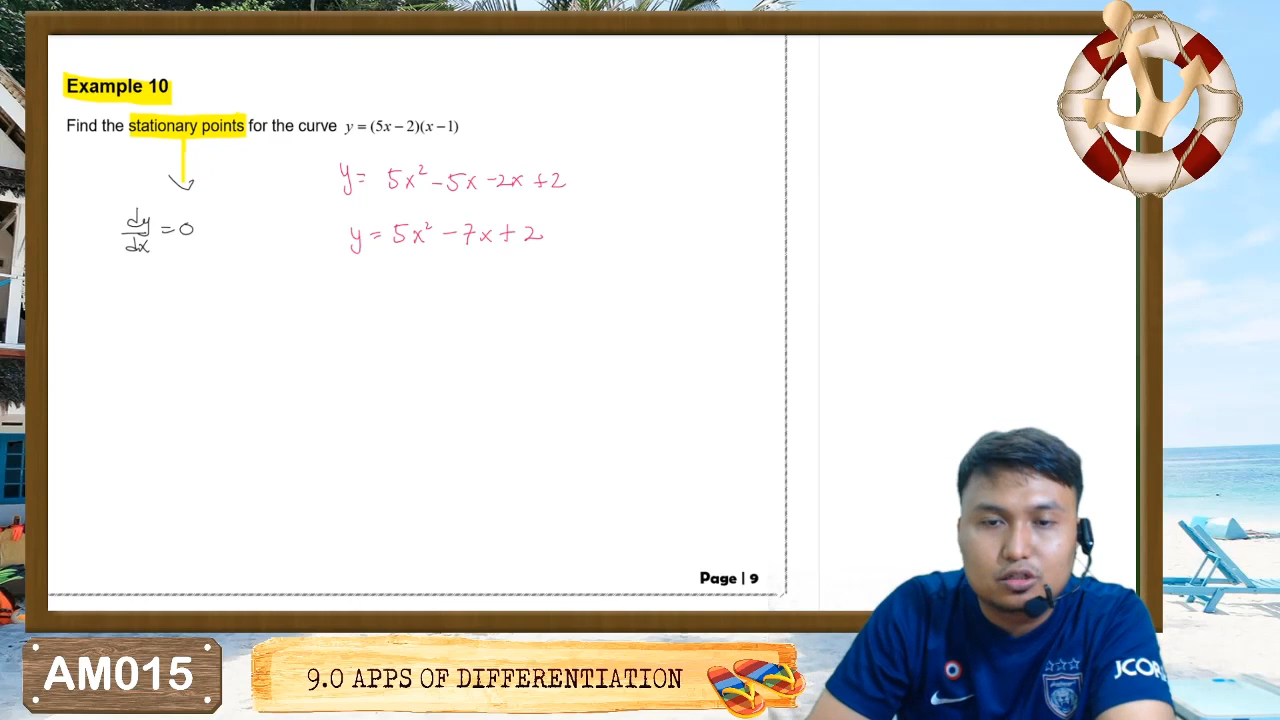 Example 10
Find the stationary points for the curve y = (5x − 2)(x − 1)
y = 5x² − 5x − 2x + 2
dy/dx = 0
y = 5x² − 7x + 2
Page | 9
JCOR
AM015
9.0 APPS OF DIFFERENTIATION